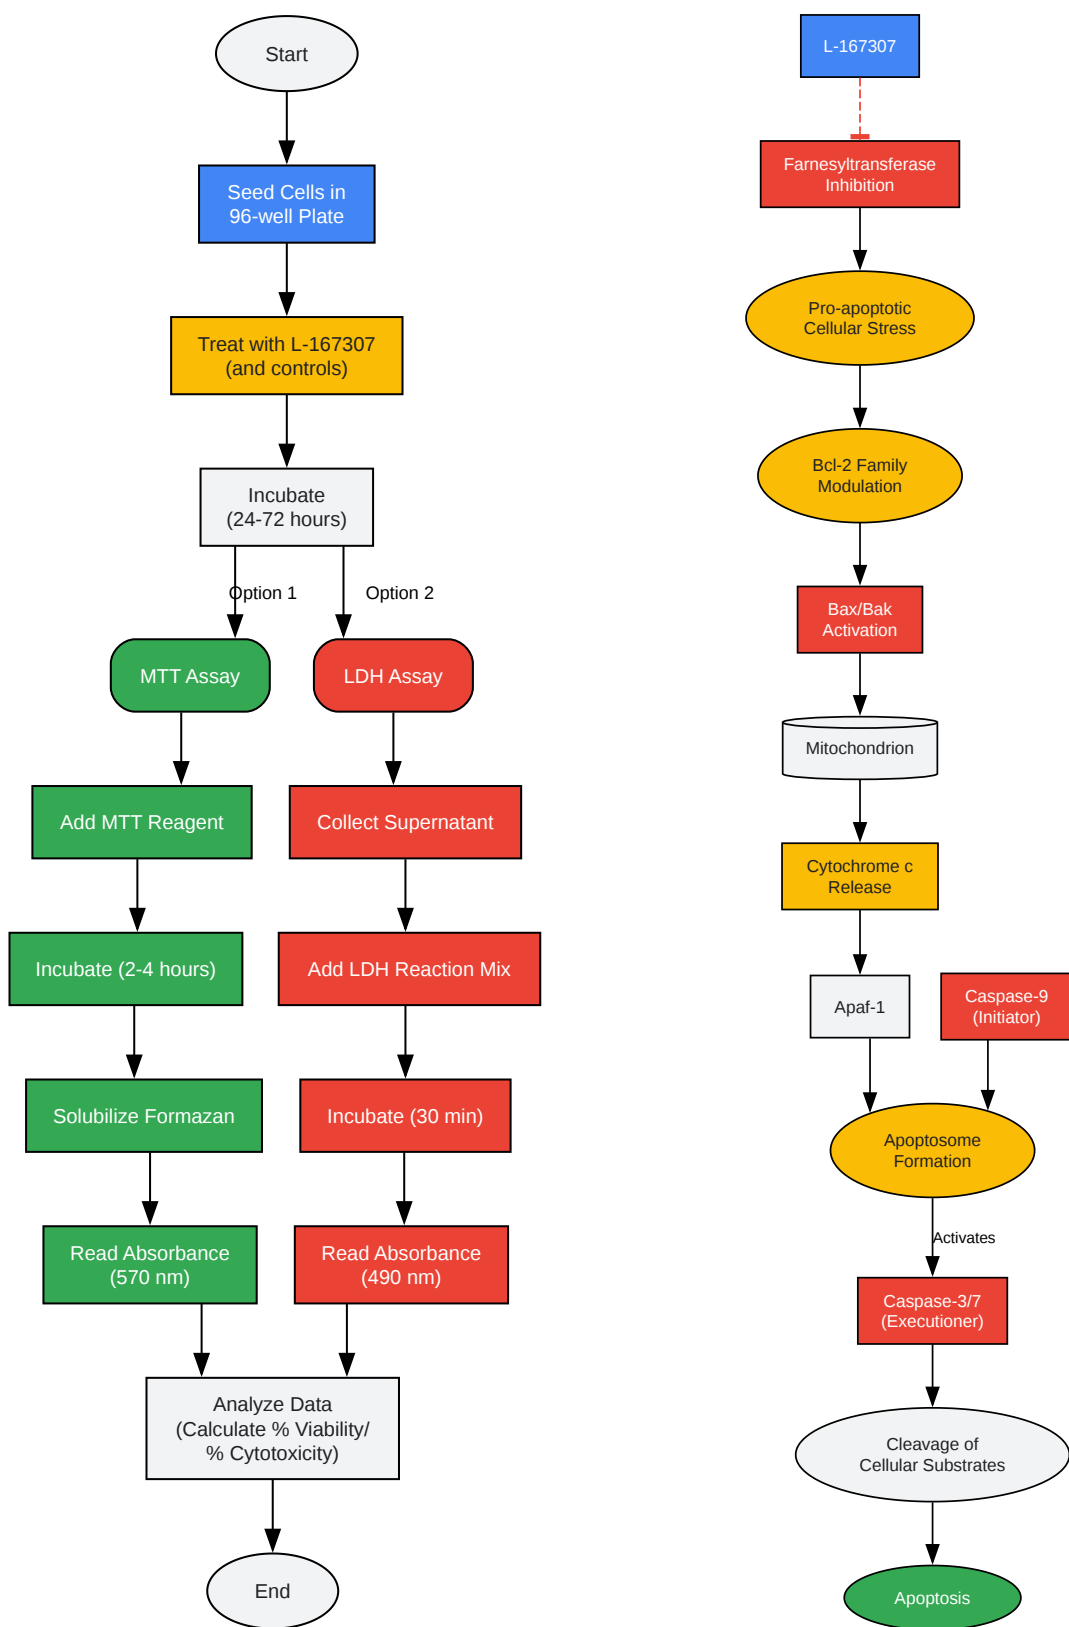 Start
Seed Cells in
96-well Plate
Treat with L-167307
(and controls)
Incubate
(24-72 hours)
Option 1
Option 2
MTT Assay
LDH Assay
Add MTT Reagent
Collect Supernatant
Incubate (2-4 hours)
Add LDH Reaction Mix
Solubilize Formazan
Incubate (30 min)
Read Absorbance
(570 nm)
Read Absorbance
(490 nm)
Analyze Data
(Calculate % Viability/
% Cytotoxicity)
End
L-167307
Farnesyltransferase
Inhibition
Pro-apoptotic
Cellular Stress
Bcl-2 Family
Modulation
Bax/Bak
Activation
Mitochondrion
Cytochrome c
Release
Apaf-1
Caspase-9
(Initiator)
Apoptosome
Formation
Activates
Caspase-3/7
(Executioner)
Cleavage of
Cellular Substrates
Apoptosis